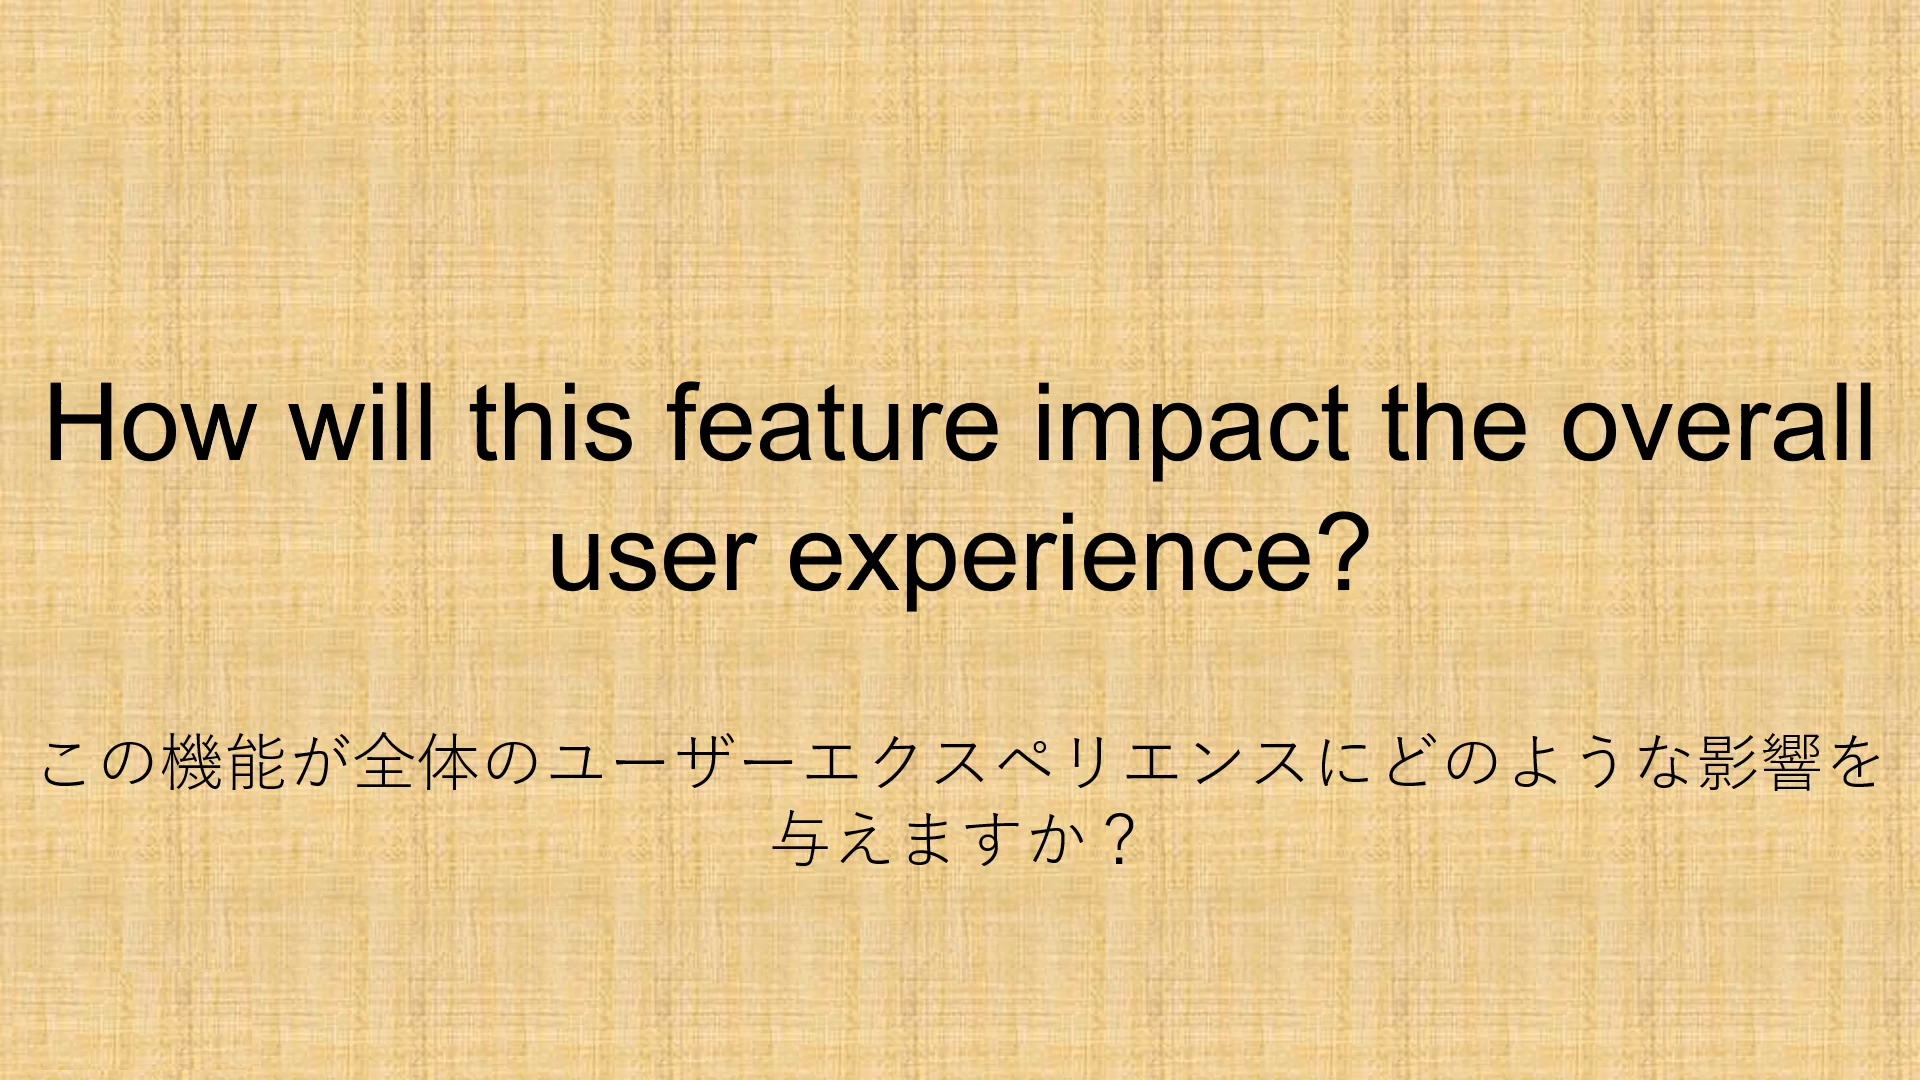 How will this feature impact the overall
user experience?
この機能が全体のユーザーエクスペリエンスにどのような影響を
与えますか？